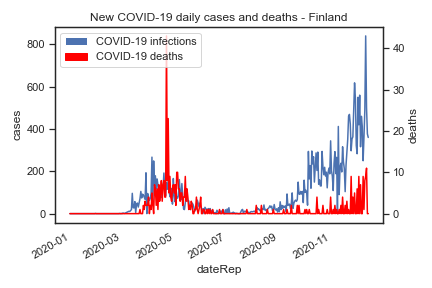 New COVID-19 daily cases and deaths - Finland
COVID-19 infections
COVID-19 deaths
800
600
400
200
0
cases
40
30
20
10
0
deaths
2020-01
2020-03
2020-05
2020-07
2020-09
2020-11
dateRep